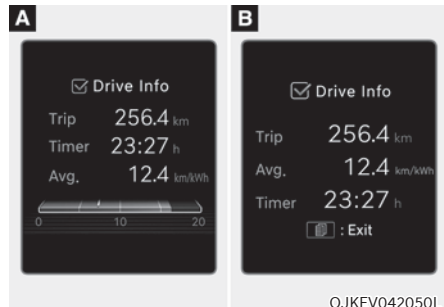 A
Drive Info
Trip 256.4 km
Timer 23:27 h
Avg. 12.4 km/kWh
0 10 20
B
Drive Info
Trip 256.4 km
Avg. 12.4 km/kWh
Timer 23:27 h
: Exit
OJKEV042050L